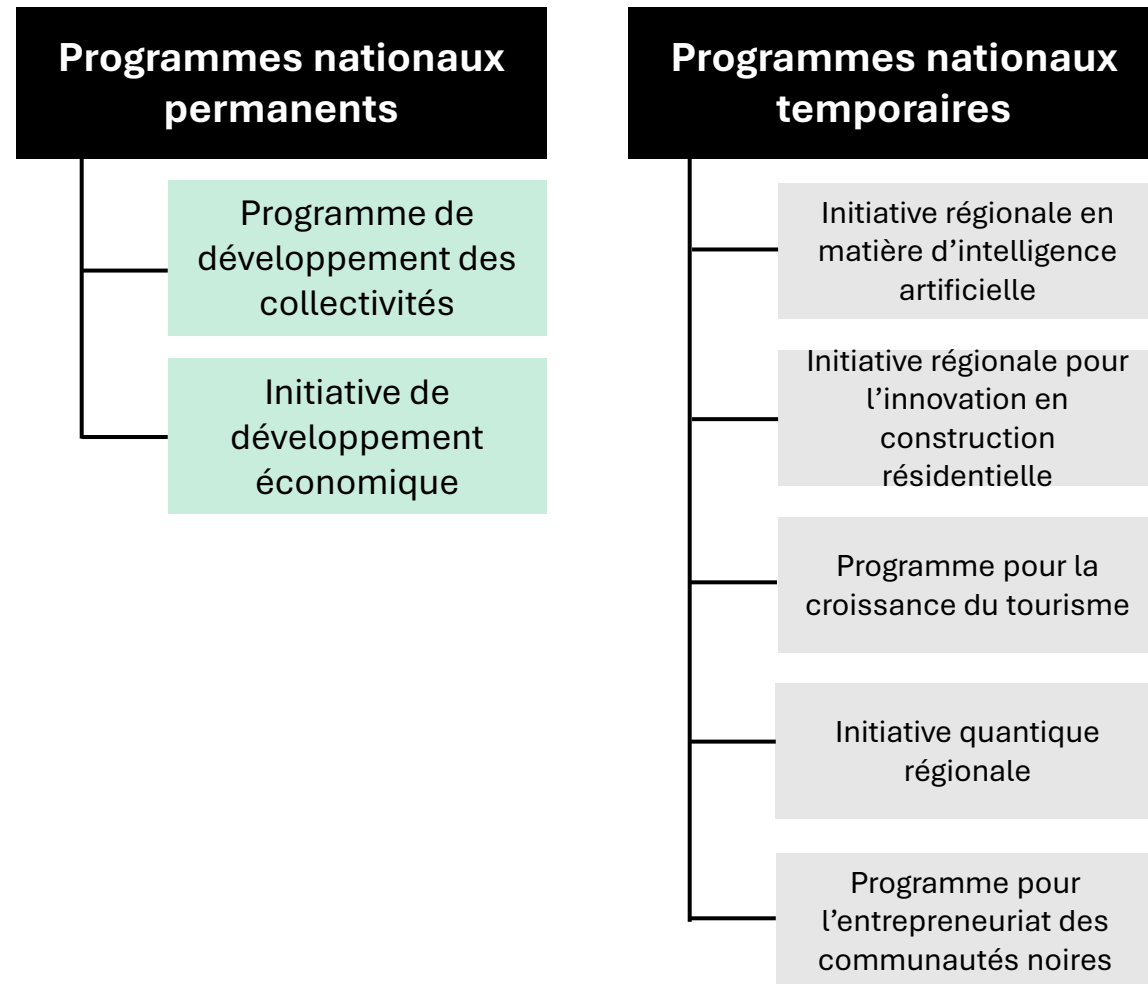 Programmes nationaux
permanents
Programme de
développement des
collectivités
Initiative de
développement
économique
Programmes nationaux
temporaires
Initiative régionale en
matière d’intelligence
artificielle
Initiative régionale pour
l’innovation en
construction
résidentielle
Programme pour la
croissance du tourisme
Initiative quantique
régionale
Programme pour
l’entrepreneuriat des
communautés noires